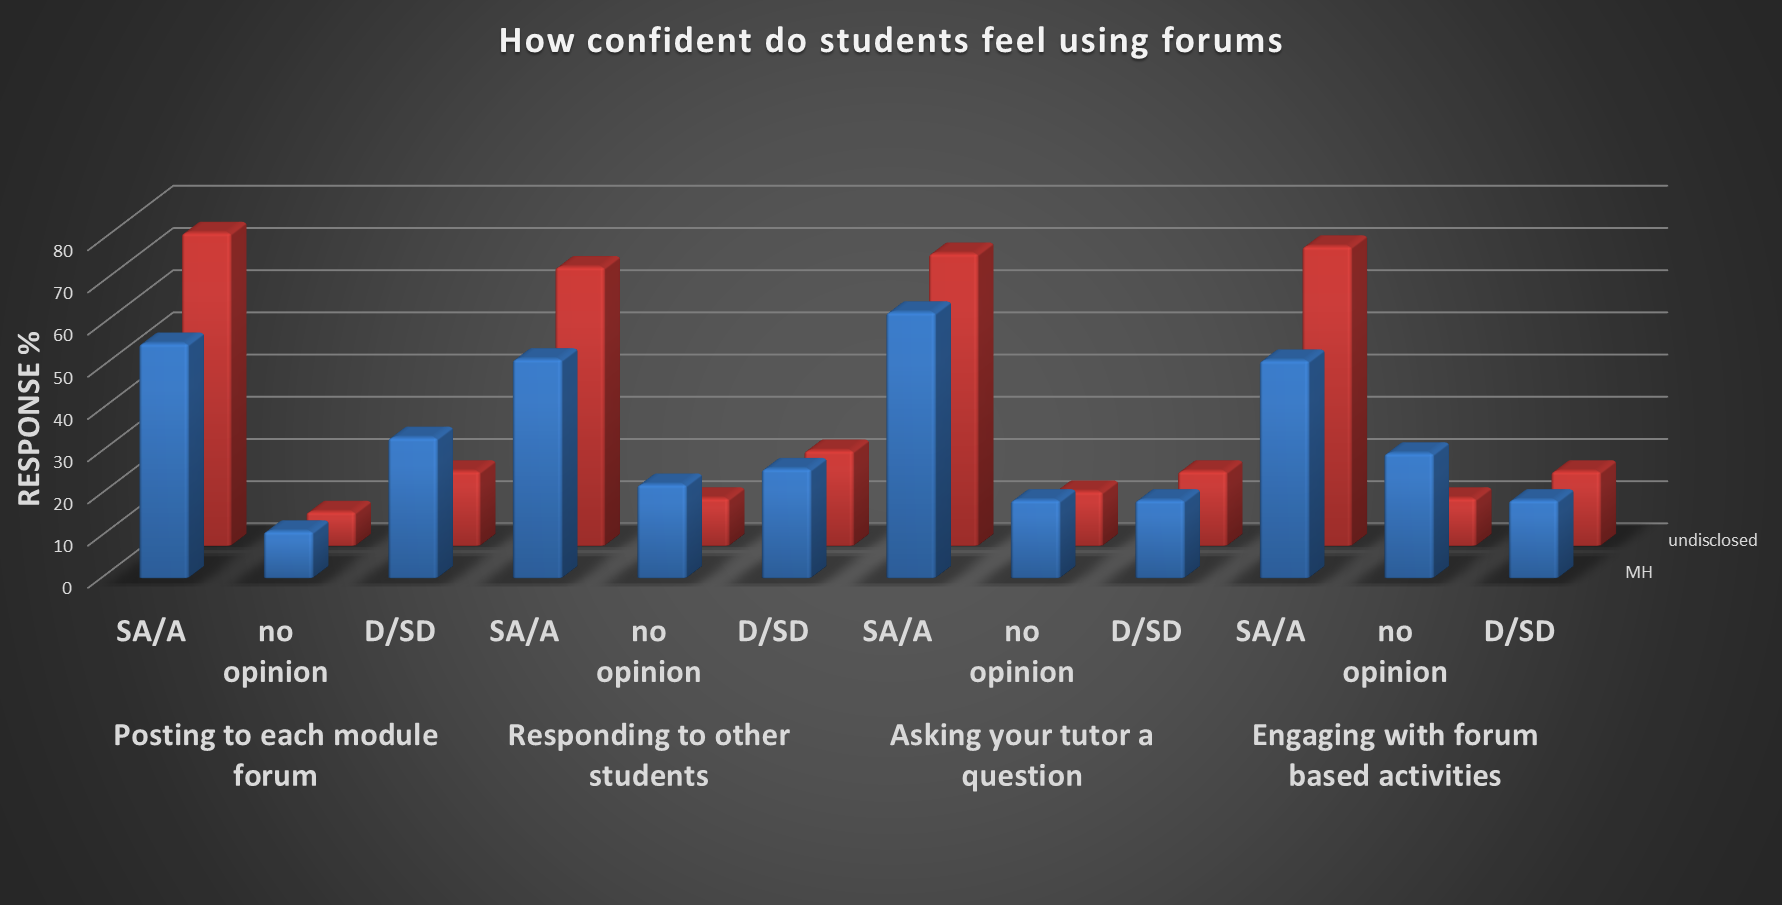 How confident do students feel using forums
RESPONSE %
80
70
60
50
40
30
20
10
0
undisclosed
MH
SA/A
no
opinion
D/SD
SA/A
no
opinion
D/SD
SA/A
no
opinion
D/SD
SA/A
no
opinion
D/SD
Posting to each module
forum
Responding to other
students
Asking your tutor a
question
Engaging with forum
based activities